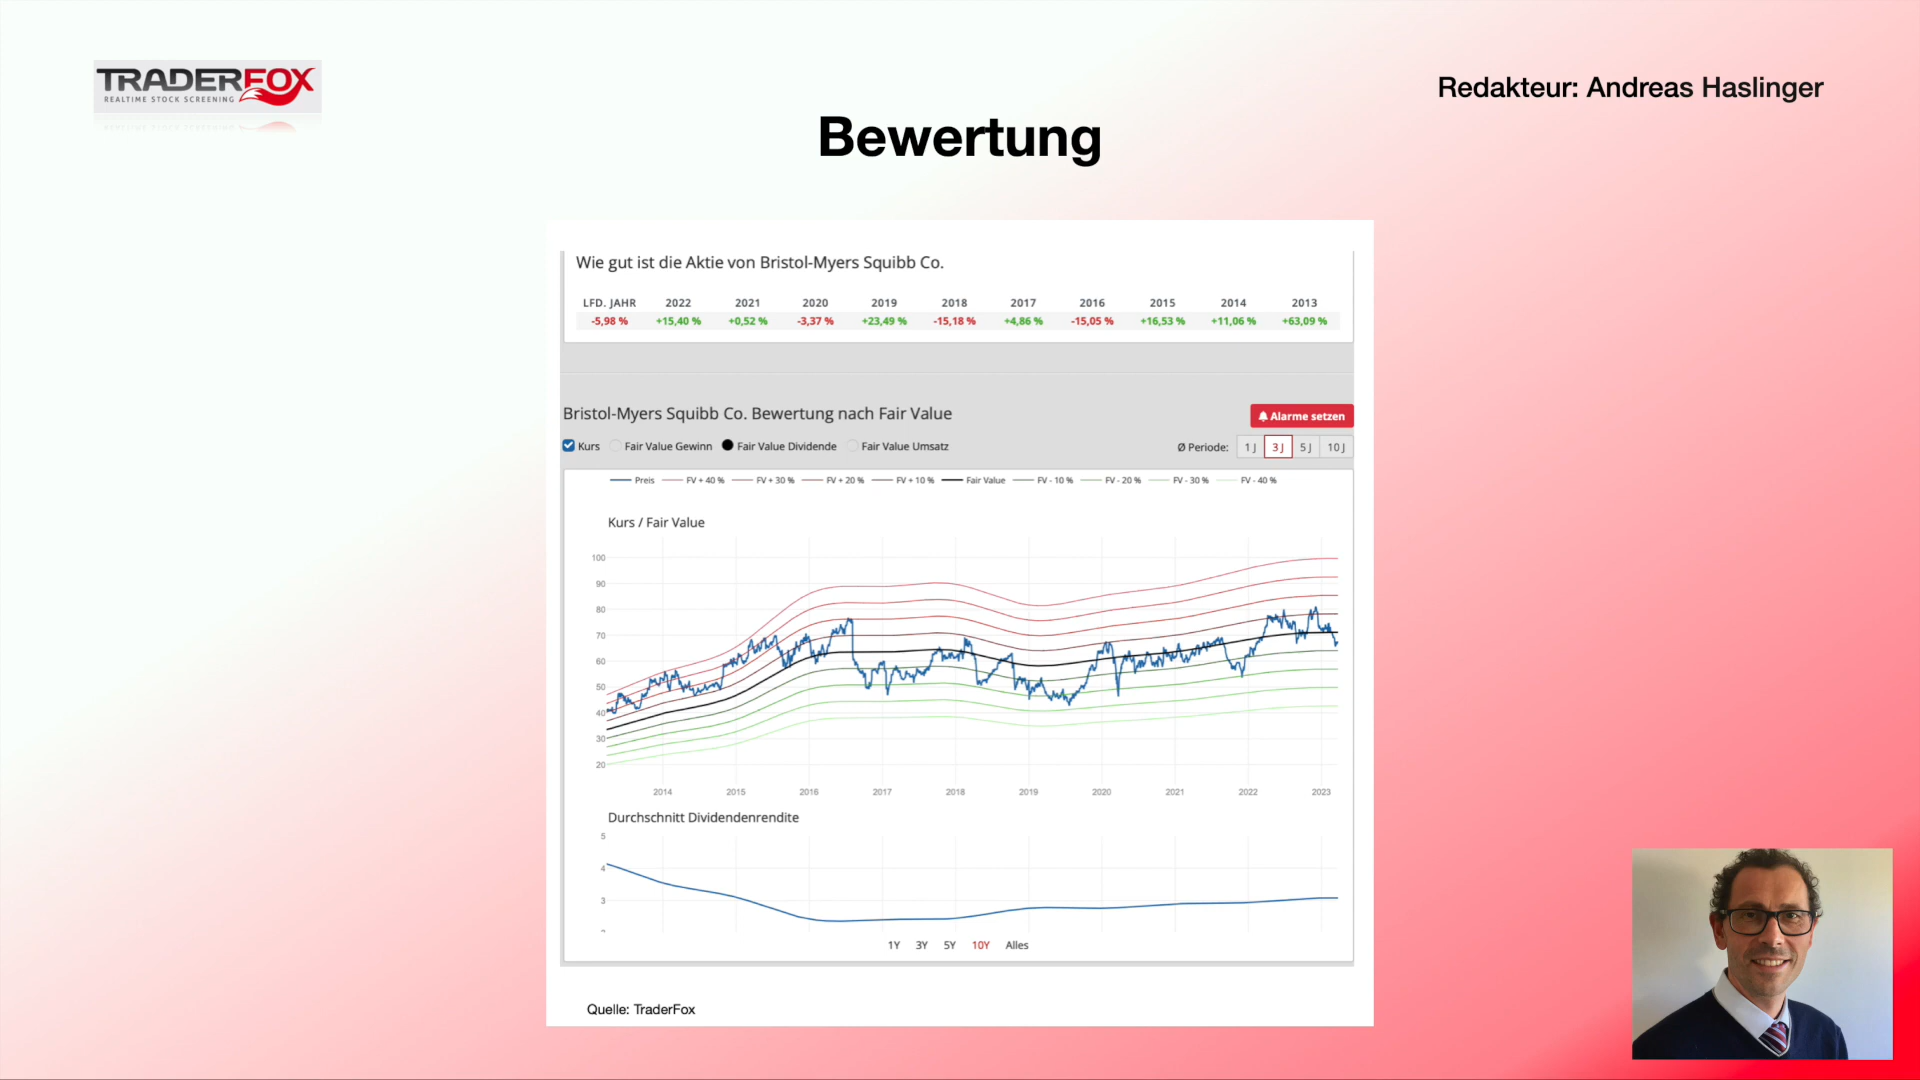 TRADERFOX
REALTIME STOCK SCREENING
Redakteur: Andreas Haslinger
Bewertung
Wie gut ist die Aktie von Bristol-Myers Squibb Co.
LFD. JAHR 2022 2021 2020 2019 2018 2017 2016 2015 2014 2013
-5,98 % +15,40 % +0,52 % -3,37 % +23,49 % -15,18 % +4,86 % -15,05 % +16,53 % +11,06 % +63,09 %
Bristol-Myers Squibb Co. Bewertung nach Fair Value
Alarme setzen
Kurs Fair Value Gewinn Fair Value Dividende Fair Value Umsatz
Ø Periode: 1 J 3 J 5 J 10 J
Preis FV + 40 % FV + 30 % FV + 20 % FV + 10 % Fair Value FV - 10 % FV - 20 % FV - 30 % FV - 40 %
Kurs / Fair Value
100
90
80
70
60
50
40
30
20
2014 2015 2016 2017 2018 2019 2020 2021 2022 2023
Durchschnitt Dividendenrendite
5
4
3
1Y 3Y 5Y 10Y Alles
Quelle: TraderFox